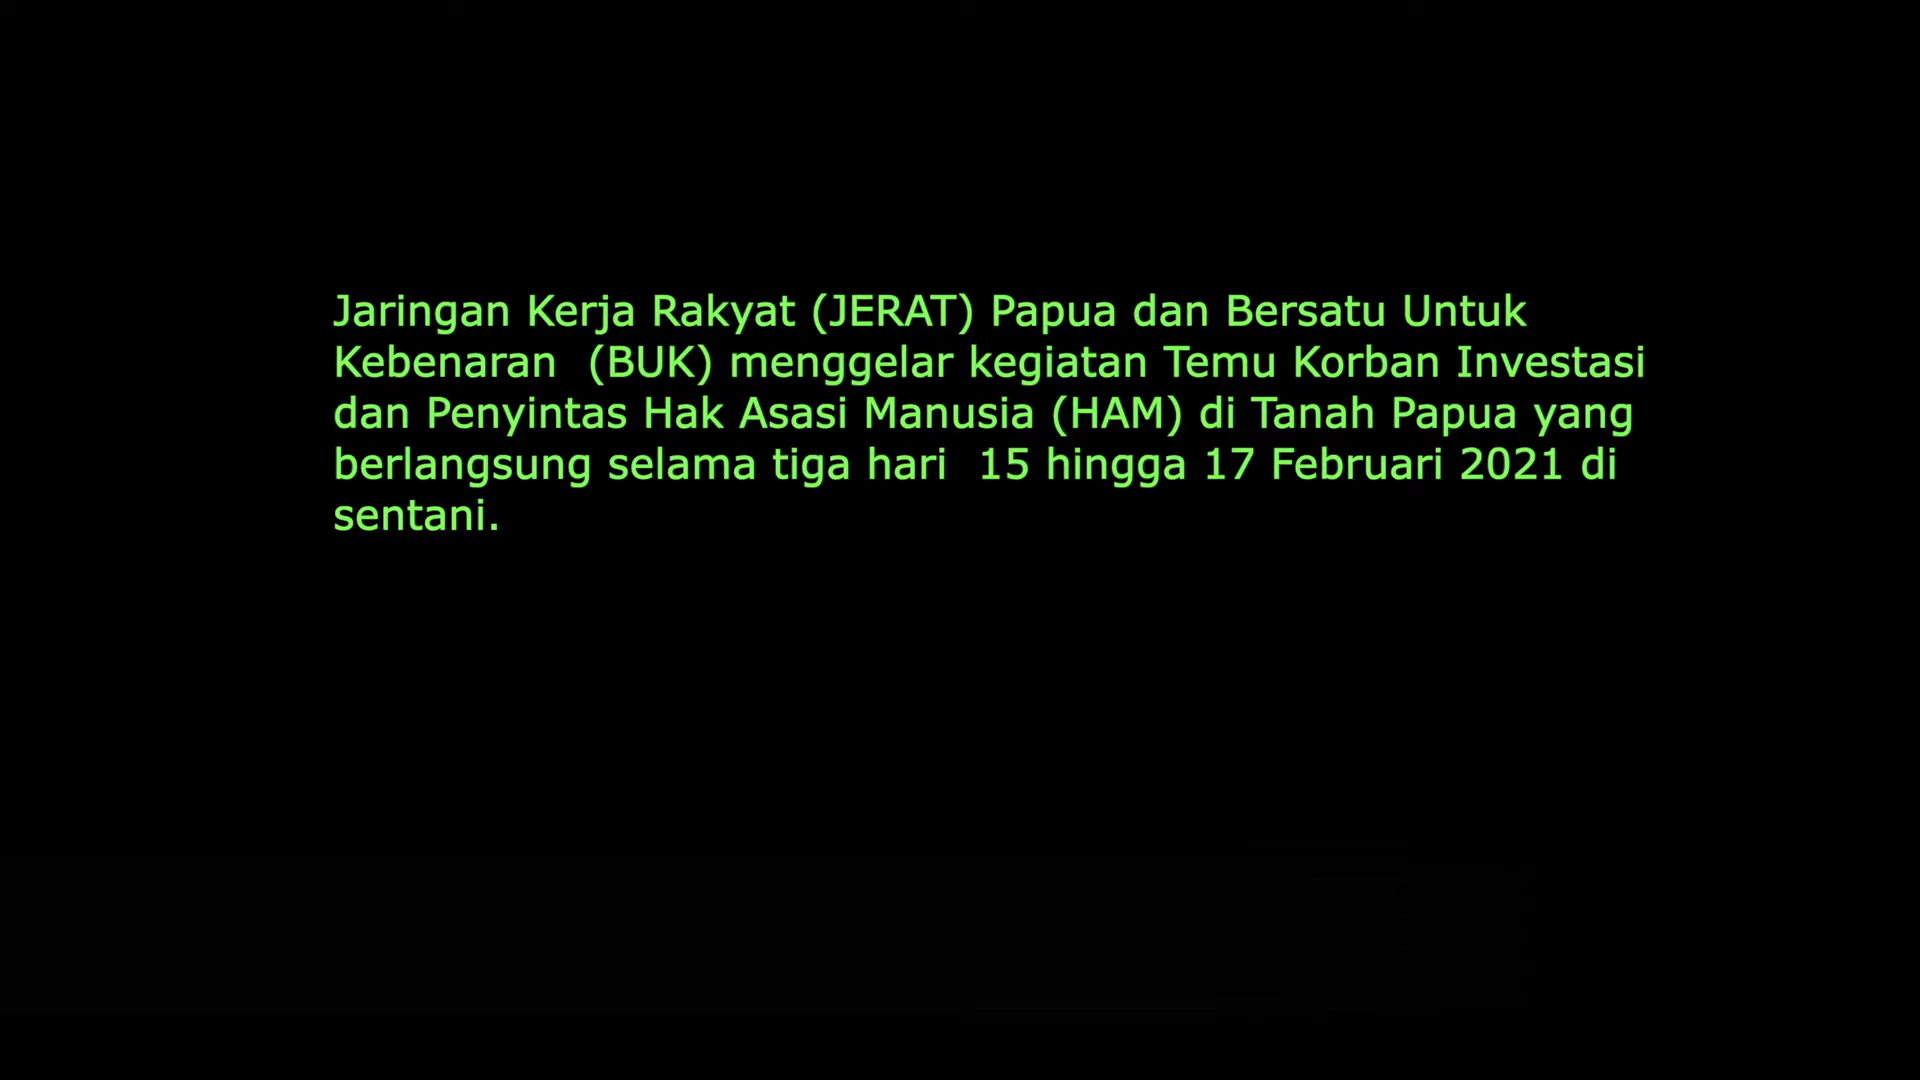 Jaringan Kerja Rakyat (JERAT) Papua dan Bersatu Untuk
Kebenaran  (BUK) menggelar kegiatan Temu Korban Investasi
dan Penyintas Hak Asasi Manusia (HAM) di Tanah Papua yang
berlangsung selama tiga hari  15 hingga 17 Februari 2021 di
sentani.